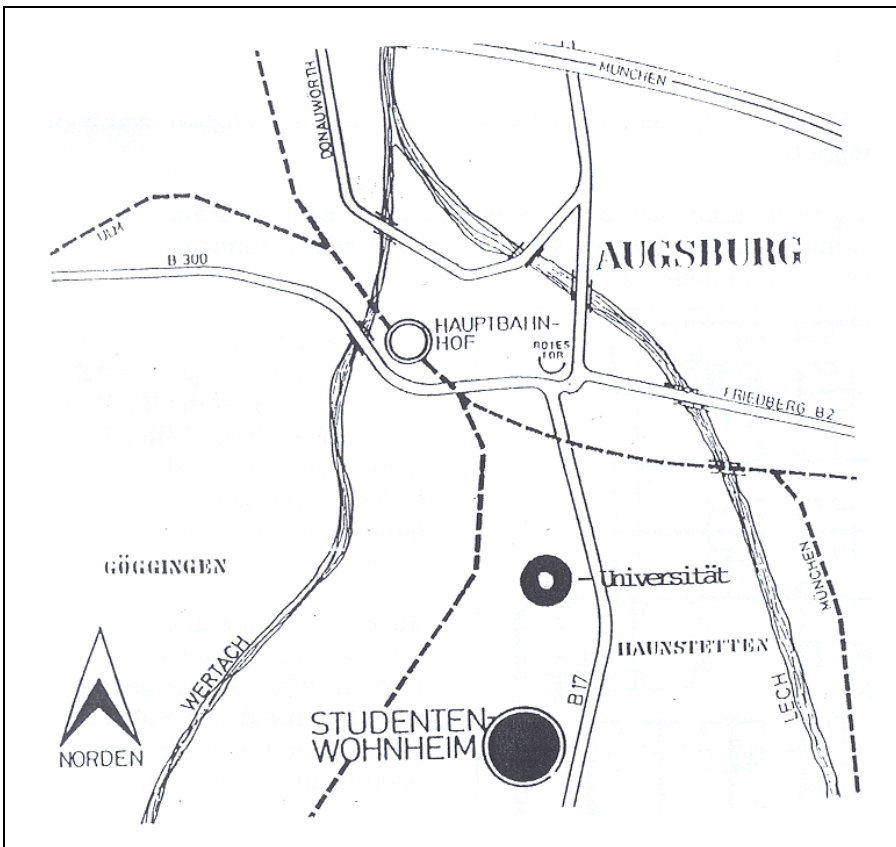 MÜNCHEN
DONAUWÖRTH
ULM
B 300
AUGSBURG
HAUPTBAHN-
HOF
ROTES
TOR
FRIEDBERG B2
GÖGGINGEN
Universität
MÜNCHEN
HAUNSTETTEN
WERTACH
LECH
B 17
STUDENTEN-
WOHNHEIM
NORDEN